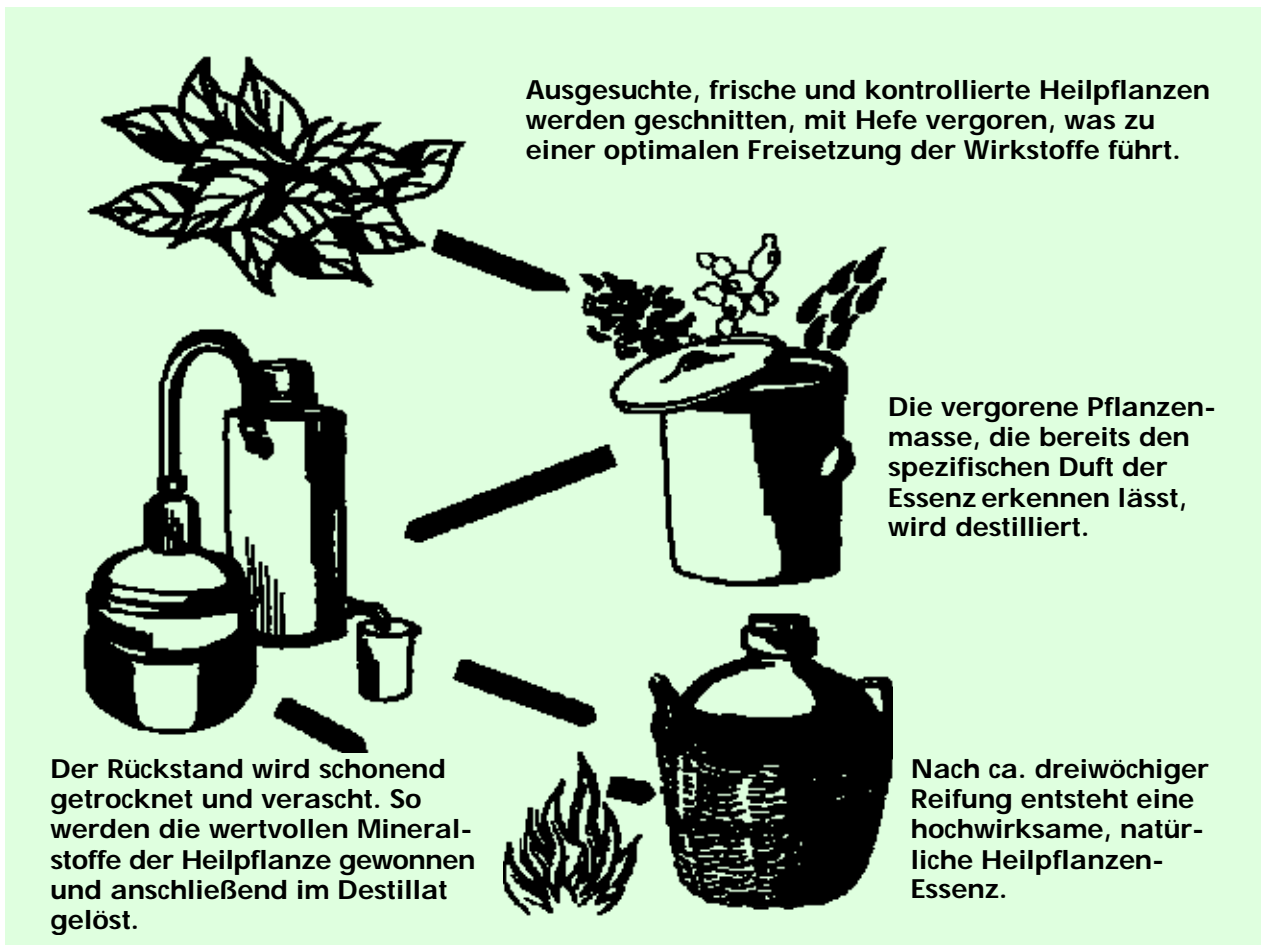 Ausgesuchte, frische und kontrollierte Heilpflanzen
werden geschnitten, mit Hefe vergoren, was zu
einer optimalen Freisetzung der Wirkstoffe führt.
Die vergorene Pflanzen-
masse, die bereits den
spezifischen Duft der
Essenz erkennen lässt,
wird destilliert.
Der Rückstand wird schonend
getrocknet und verascht. So
werden die wertvollen Mineral-
stoffe der Heilpflanze gewonnen
und anschließend im Destillat
gelöst.
Nach ca. dreiwöchiger
Reifung entsteht eine
hochwirksame, natür-
liche Heilpflanzen-
Essenz.